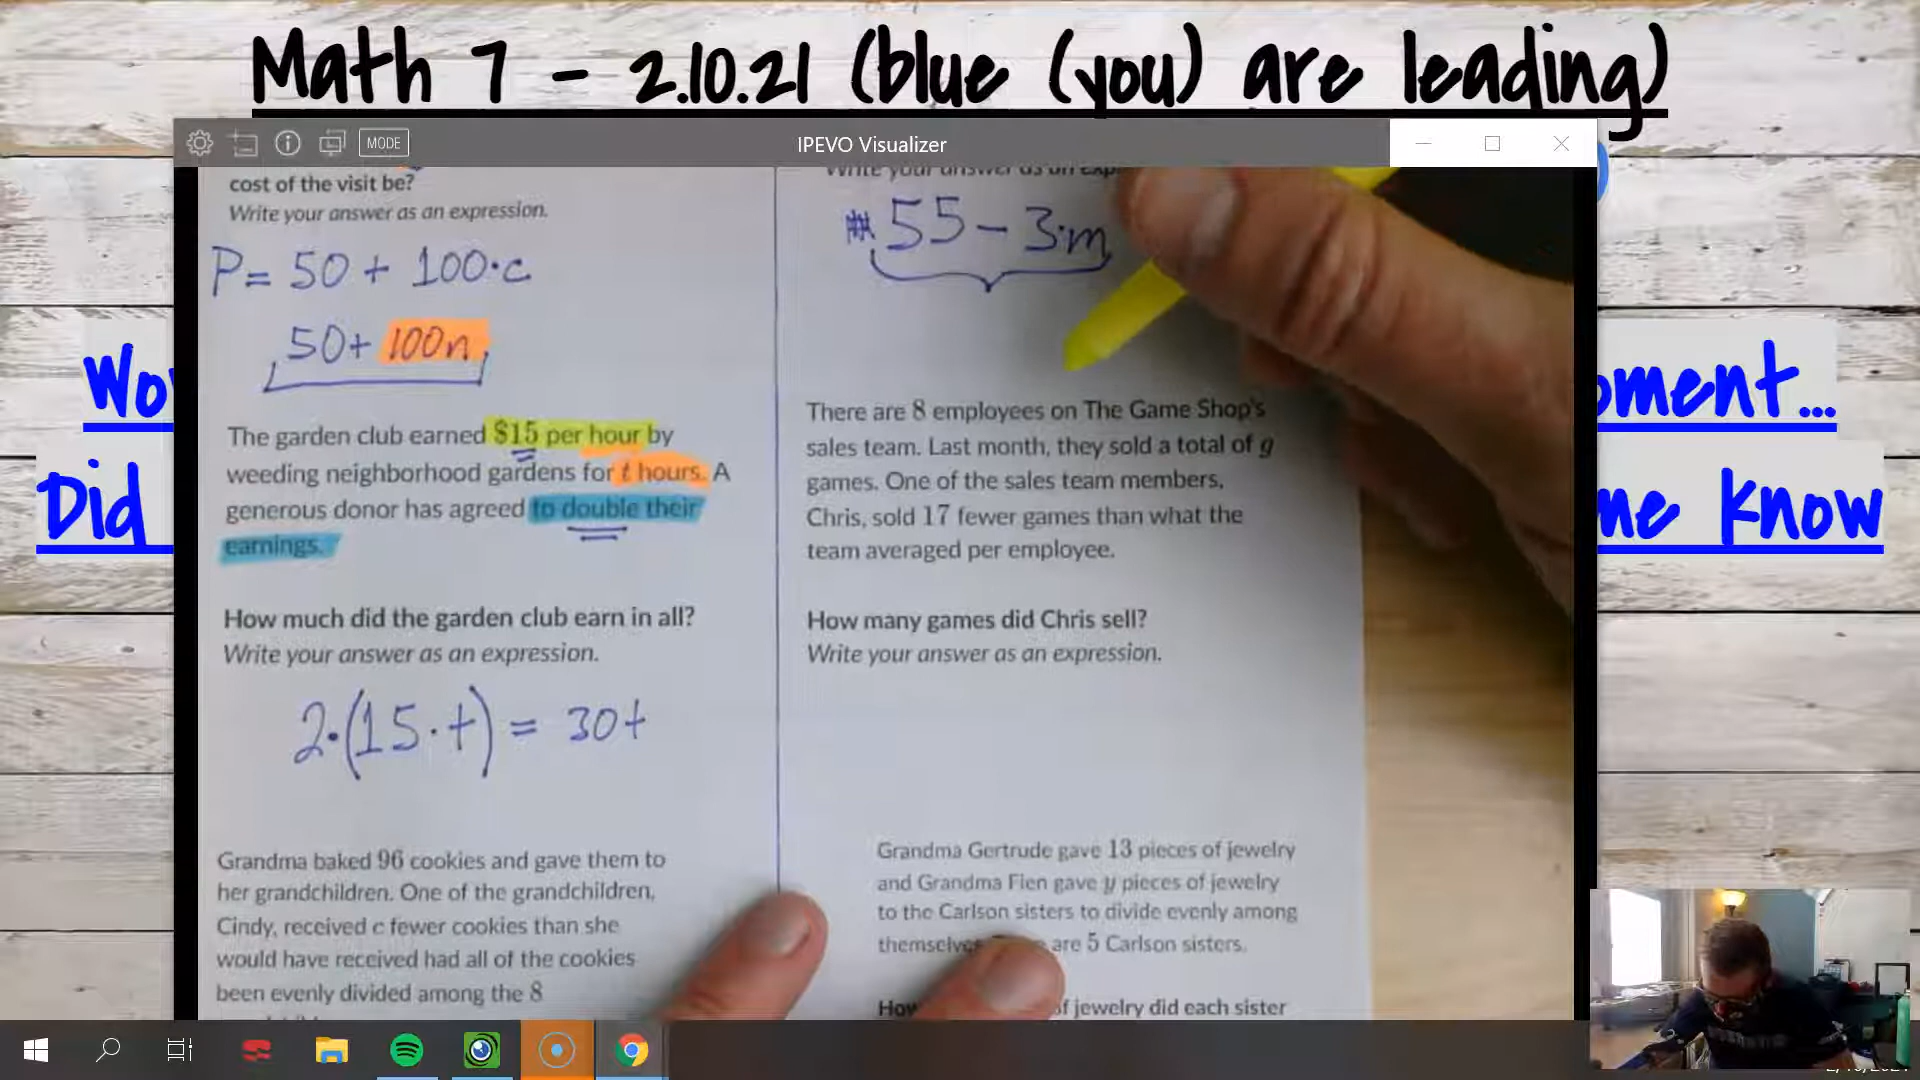 Math 7 - 2.10.21 (blue (you) are leading)
MODE
IPEVO Visualizer
cost of the visit be?
Write your answer as an expression.
P= 50 + 100·c
50+ 100n
The garden club earned $15 per hour by
weeding neighborhood gardens for t hours. A
generous donor has agreed to double their
earnings.
How much did the garden club earn in all?
Write your answer as an expression.
2·(15·t) = 30t
Grandma baked 96 cookies and gave them to
her grandchildren. One of the grandchildren,
Cindy, received c fewer cookies than she
would have received had all of the cookies
been evenly divided among the 8
Write your answer as an
55-3·m
There are 8 employees on The Game Shop's
sales team. Last month, they sold a total of g
games. One of the sales team members,
Chris, sold 17 fewer games than what the
team averaged per employee.
How many games did Chris sell?
Write your answer as an expression.
Grandma Gertrude gave 13 pieces of jewelry
and Grandma Fien gave y pieces of jewelry
to the Carlson sisters to divide evenly among
are 5 Carlson sisters.
of jewelry did each sister
Did
me know